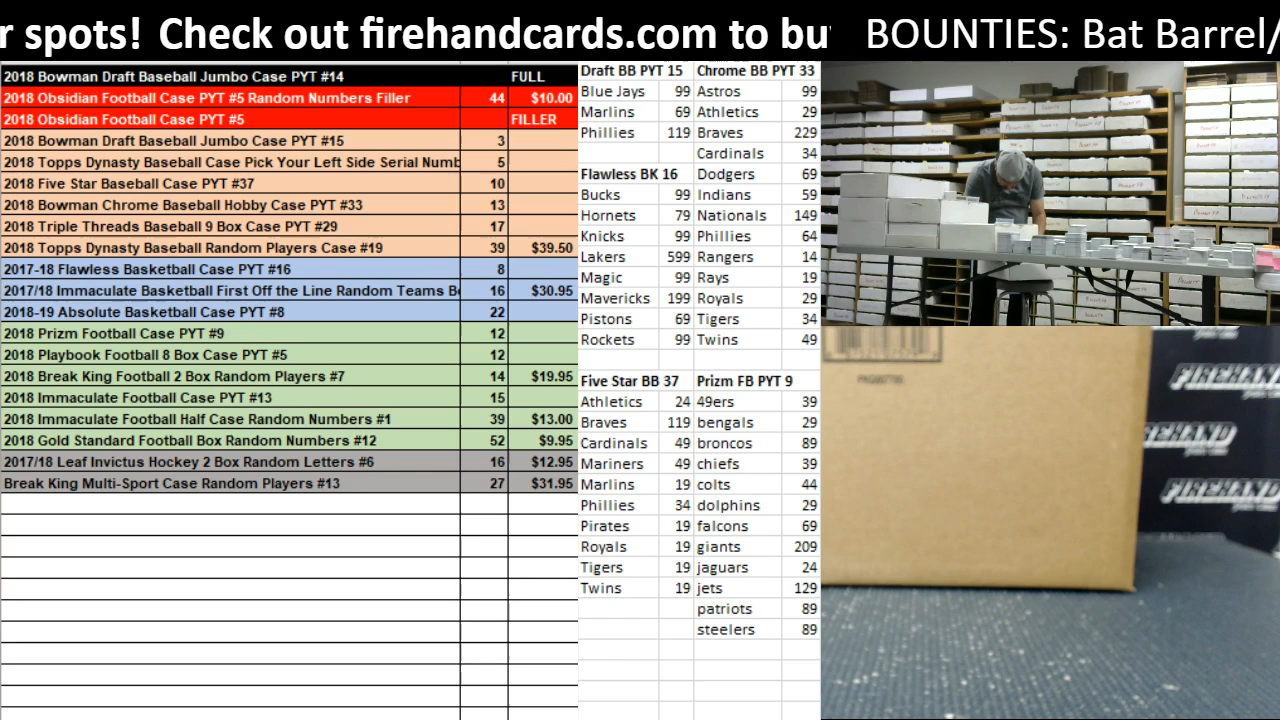 r spots! Check out firehandcards.com to bu
BOUNTIES: Bat Barrel/
2018 Bowman Draft Baseball Jumbo Case PYT #14 FULL
2018 Obsidian Football Case PYT #5 Random Numbers Filler 44 $10.00
2018 Obsidian Football Case PYT #5 FILLER
2018 Bowman Draft Baseball Jumbo Case PYT #15 3
2018 Topps Dynasty Baseball Case Pick Your Left Side Serial Numb 5
2018 Five Star Baseball Case PYT #37 10
2018 Bowman Chrome Baseball Hobby Case PYT #33 13
2018 Triple Threads Baseball 9 Box Case PYT #29 17
2018 Topps Dynasty Baseball Random Players Case #19 39 $39.50
2017-18 Flawless Basketball Case PYT #16 8
2017/18 Immaculate Basketball First Off the Line Random Teams Bo 16 $30.95
2018-19 Absolute Basketball Case PYT #8 22
2018 Prizm Football Case PYT #9 12
2018 Playbook Football 8 Box Case PYT #5 12
2018 Break King Football 2 Box Random Players #7 14 $19.95
2018 Immaculate Football Case PYT #13 15
2018 Immaculate Football Half Case Random Numbers #1 39 $13.00
2018 Gold Standard Football Box Random Numbers #12 52 $9.95
2017/18 Leaf Invictus Hockey 2 Box Random Letters #6 16 $12.95
Break King Multi-Sport Case Random Players #13 27 $31.95
Draft BB PYT 15
Blue Jays 99
Marlins 69
Phillies 119
Flawless BK 16
Bucks 99
Hornets 79
Knicks 99
Lakers 599
Magic 99
Mavericks 199
Pistons 69
Rockets 99
Five Star BB 37
Athletics 24
Braves 119
Cardinals 49
Mariners 49
Marlins 19
Phillies 34
Pirates 19
Royals 19
Tigers 19
Twins 19
Chrome BB PYT 33
Astros 99
Athletics 29
Braves 229
Cardinals 34
Dodgers 69
Indians 59
Nationals 149
Phillies 64
Rangers 14
Rays 19
Royals 29
Tigers 34
Twins 49
Prizm FB PYT 9
49ers 39
bengals 29
broncos 89
chiefs 39
colts 44
dolphins 29
falcons 69
giants 209
jaguars 24
jets 129
patriots 89
steelers 89
FIREHAND
FIREHAND
FIREHAND